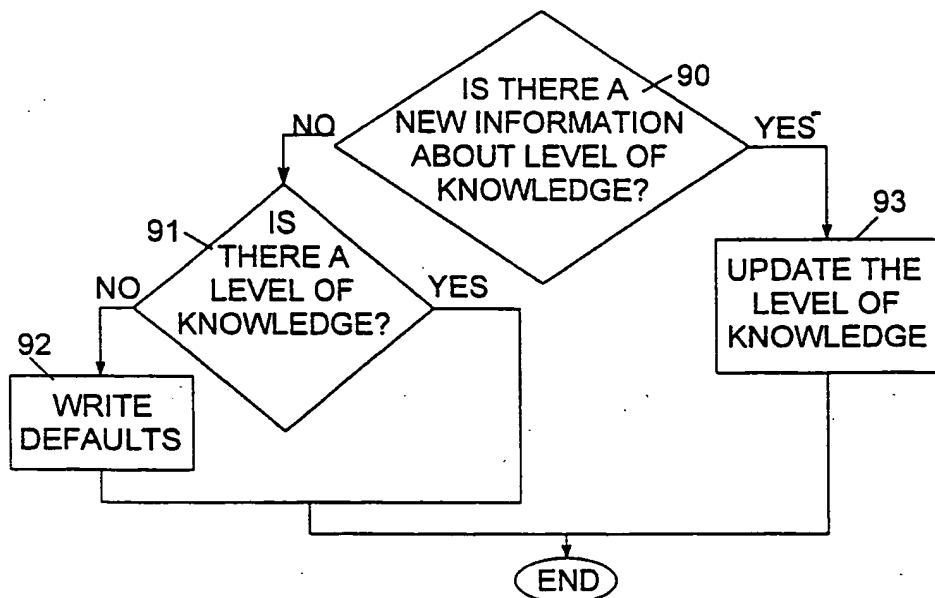 90
IS THERE A
NEW INFORMATION
ABOUT LEVEL OF
KNOWLEDGE?
NO
YES
91
IS
THERE A
LEVEL OF
KNOWLEDGE?
NO
YES
93
UPDATE THE
LEVEL OF
KNOWLEDGE
92
WRITE
DEFAULTS
END